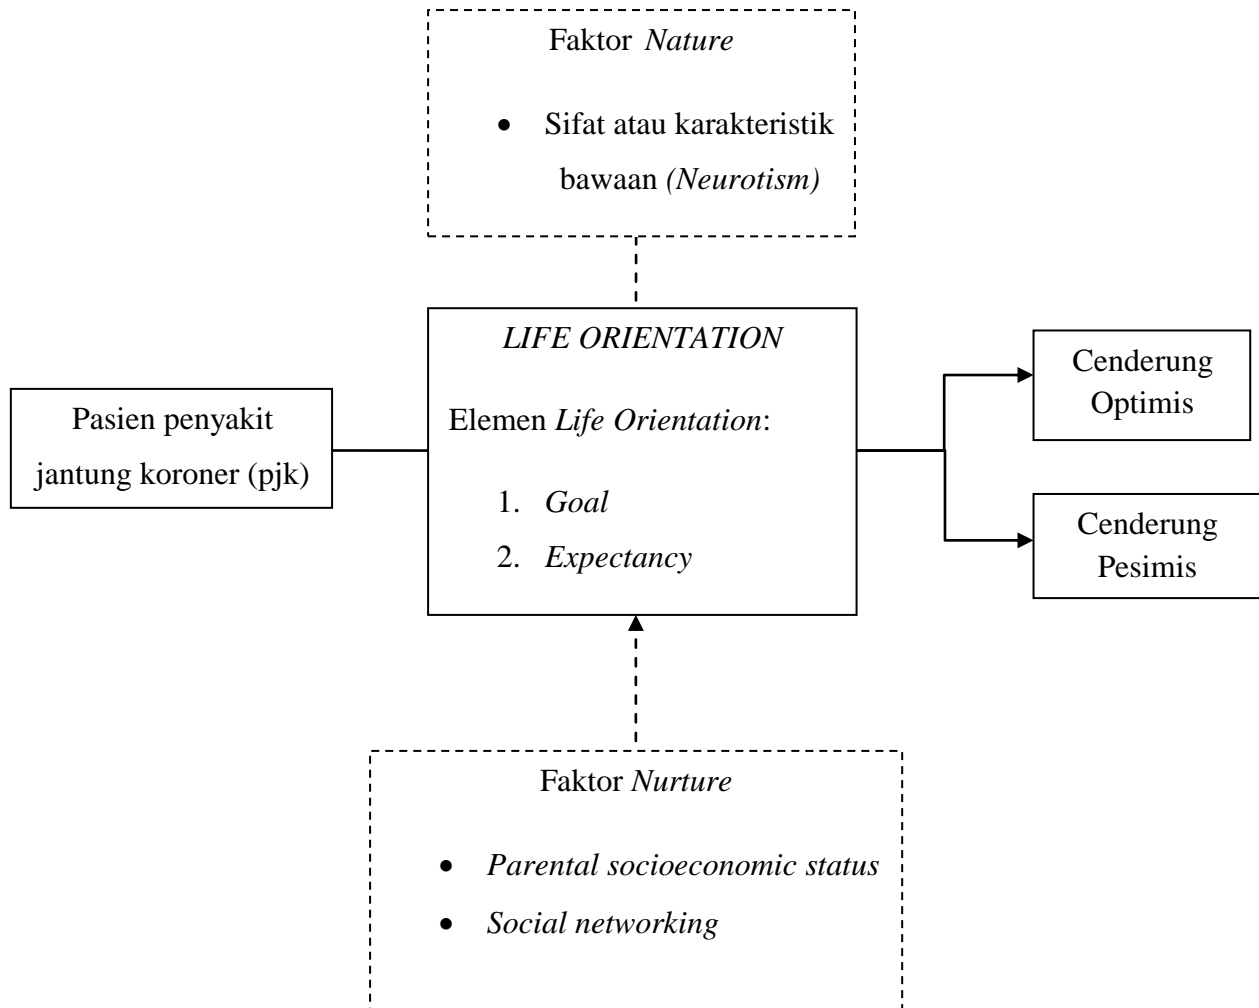 Faktor Nature
• Sifat atau karakteristik
bawaan (Neurotism)
LIFE ORIENTATION
Elemen Life Orientation:
1. Goal
2. Expectancy
Pasien penyakit
jantung koroner (pjk)
Cenderung
Optimis
Cenderung
Pesimis
Faktor Nurture
• Parental socioeconomic status
• Social networking